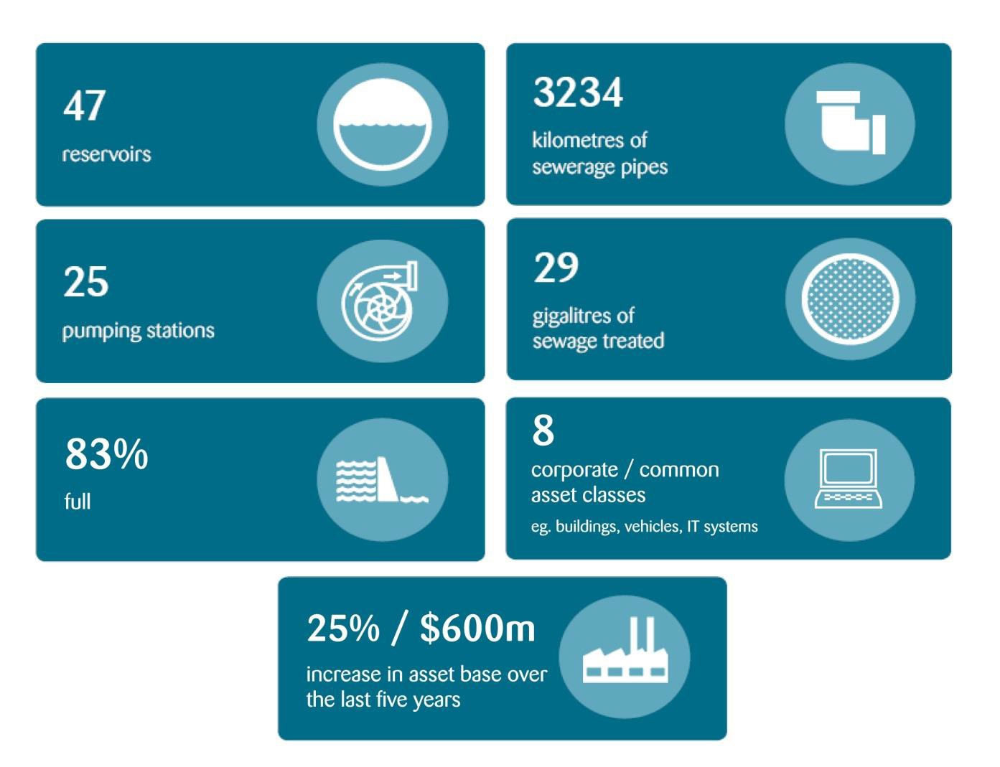 47
reservoirs
3234
kilometres of
sewerage pipes
25
pumping stations
29
gigalitres of
sewage treated
83%
full
8
corporate / common
asset classes
eg. buildings, vehicles, IT systems
25% / $600m
increase in asset base over
the last five years